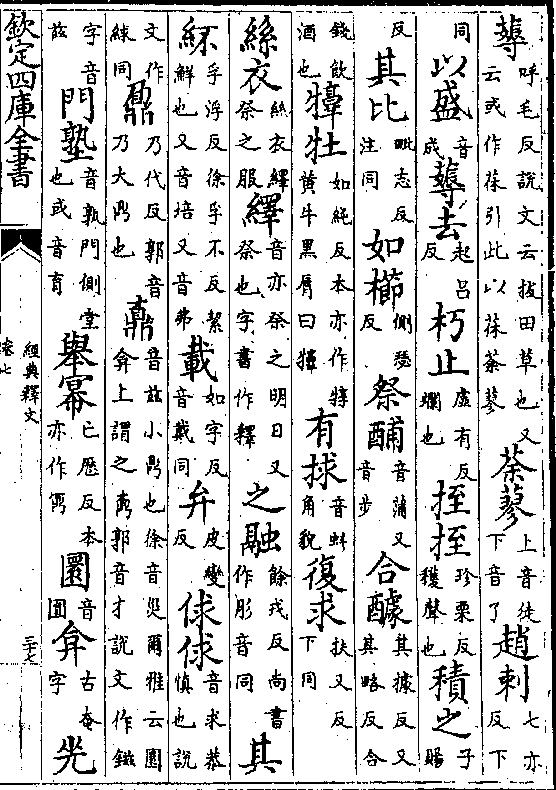 薅呼毛反說文云拔田草也又云或作茠引此以茠荼蓼荼蓼上音徒下音了趙刺七亦反下
同以盛音成薅去起呂反朽止虛有反爛也挃挃珍栗反穫聲也積之子賜
反其比毗志反注同如櫛側瑟反祭酺音蒲又音步合醵其據反又其略反合
錢飲酒也犉牡如純反本亦作犉黄牛黑脣曰犉有捄音虯角貌復求扶又反下同
絲衣絲衣繹祭之服繹音亦祭之明日又祭也字書作釋之融餘戎反尚書作肜音同其
紑孚浮反徐孚不反絜鮮也又音培又音弗載如字反音戴同弁皮變反俅俅音求恭慎也說
文作絿同鼐乃代反郭音乃大鼎也鼒音兹小鼎也徐音災爾雅云圜弇上謂之鼒郭音才說文作鎡
字音兹門塾音孰門側堂也或音育舉冪已歷反本亦作鼏圜音圓弇古奄字光
欽定四庫全書
經典釋文
卷七
三十七